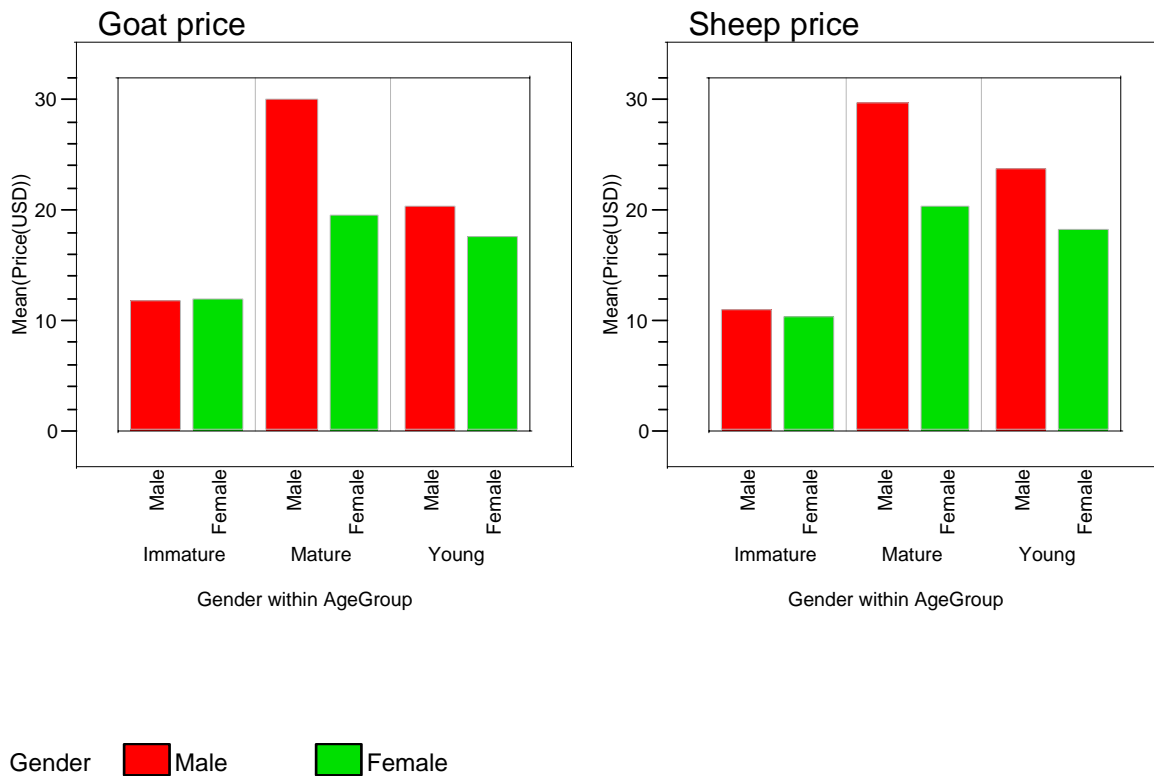 Goat price
Mean(Price(USD))
30
20
10
0
Male
Female
Male
Female
Male
Female
Immature
Mature
Young
Gender within AgeGroup
Sheep price
Mean(Price(USD))
30
20
10
0
Male
Female
Male
Female
Male
Female
Immature
Mature
Young
Gender within AgeGroup
Gender Male Female